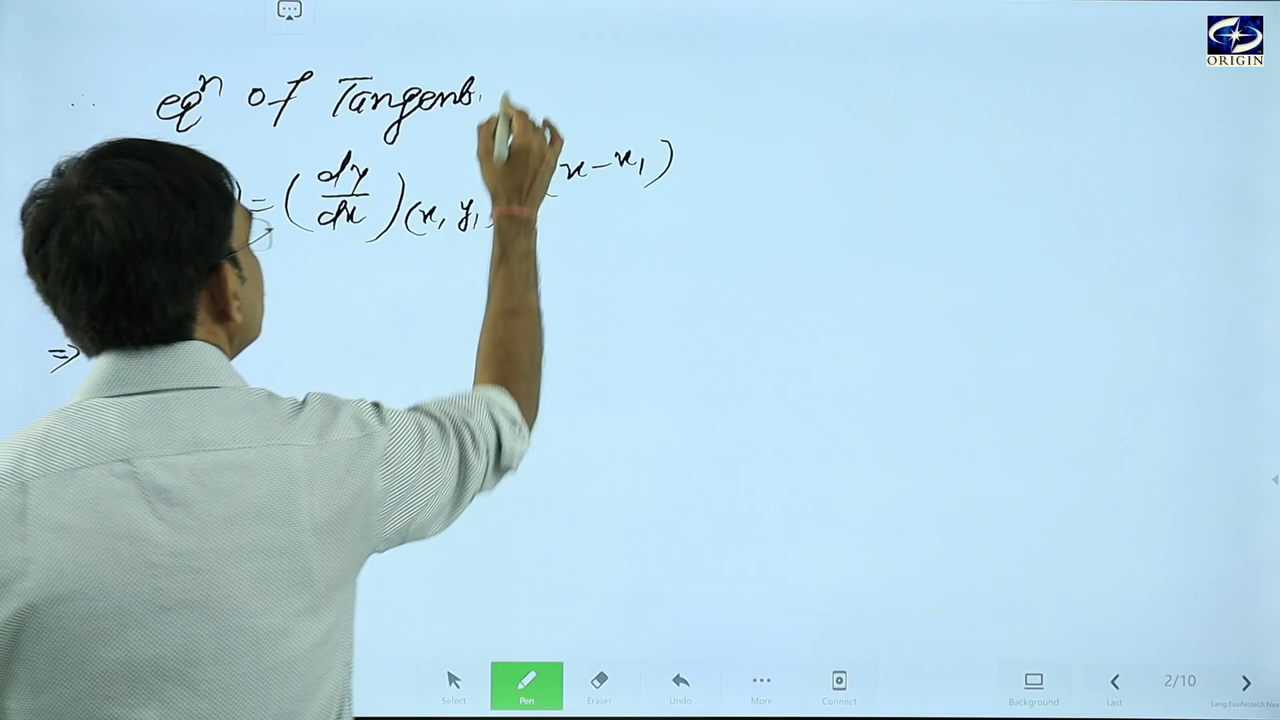 ORIGIN
∴ eqⁿ of Tangent
) = (dy/dx)(x₁ y₁ (x-x₁)
⇒
Select Pen Eraser Undo More Connect Background Last 2/10